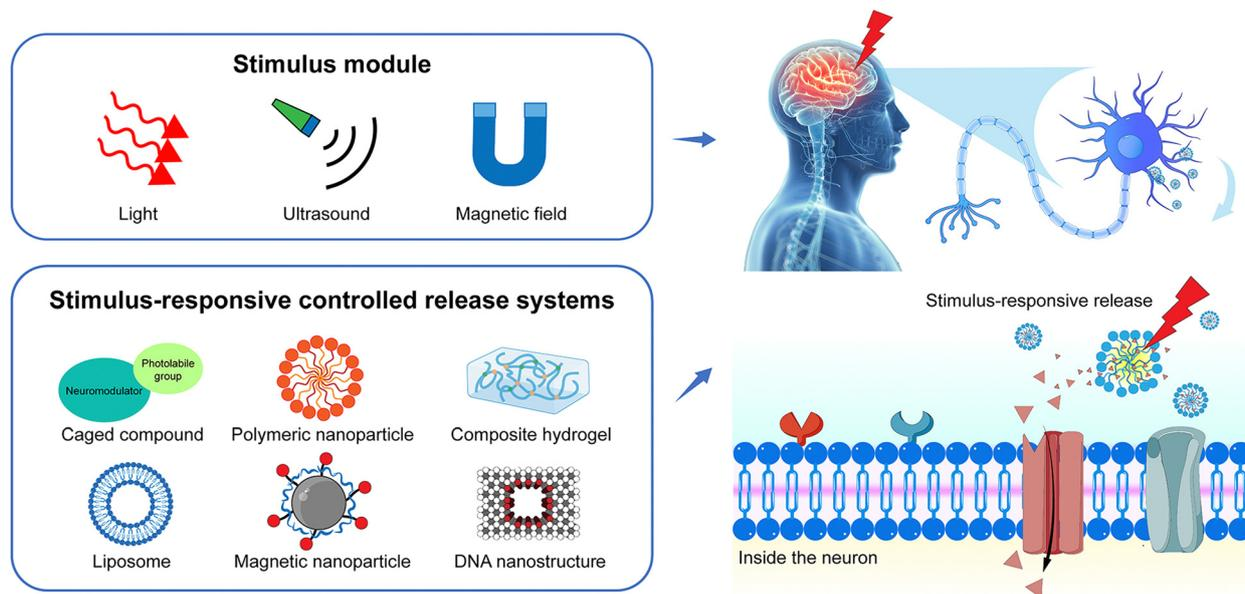 Stimulus module
Light
Ultrasound
Magnetic field
Stimulus-responsive controlled release systems
Neuromodulator
Photolabile
group
Caged compound
Polymeric nanoparticle
Composite hydrogel
Liposome
Magnetic nanoparticle
DNA nanostructure
Stimulus-responsive release
Inside the neuron